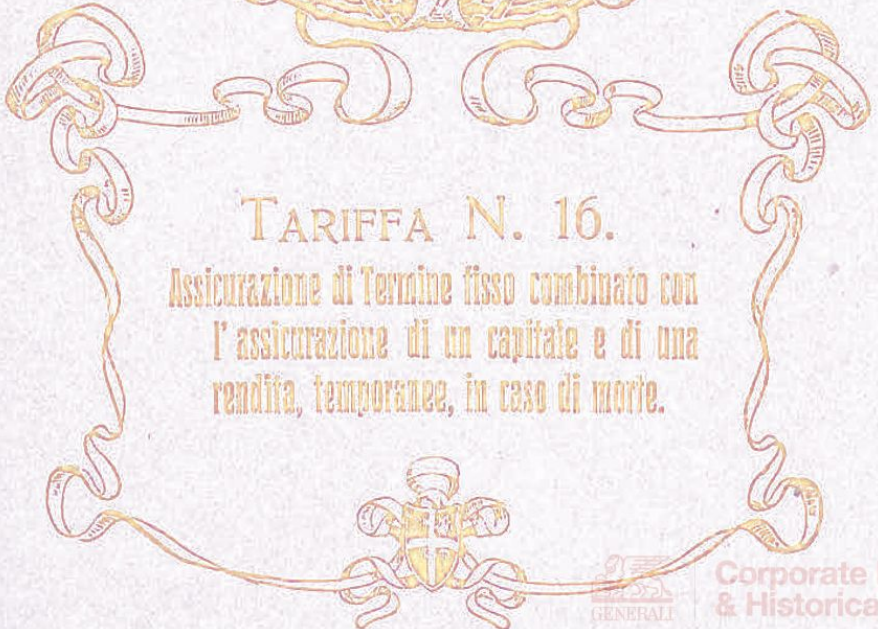 TARIFFA N. 16.
Assicurazione di Termine fisso combinato con
l'assicurazione di un capitale e di una
rendita, temporanee, in caso di morte.
GENERALI
Corporate
& Historica